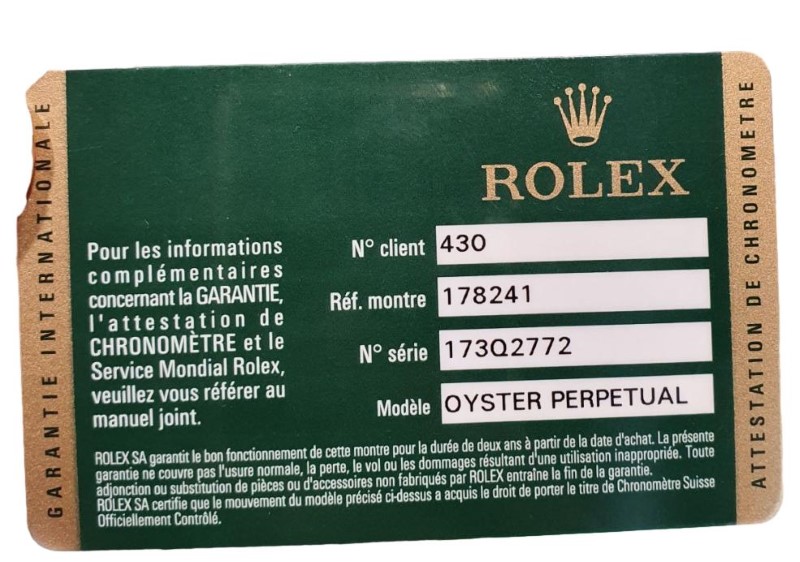 GARANTIE INTERNATIONALE
ROLEX
Pour les informations
complémentaires
concernant la GARANTIE,
l'attestation de
CHRONOMÈTRE et le
Service Mondial Rolex,
veuillez vous référer au
manuel joint.
N° client 430
Réf. montre 178241
N° série 173Q2772
Modèle OYSTER PERPETUAL
ROLEX SA garantit le bon fonctionnement de cette montre pour la durée de deux ans à partir de la date d'achat. La présente
garantie ne couvre pas l'usure normale, la perte, le vol ou les dommages résultant d'une utilisation inappropriée. Toute
adjonction ou substitution de pièces ou d'accessoires non fabriqués par ROLEX entraîne la fin de la garantie.
ROLEX SA certifie que le mouvement du modèle précisé ci-dessus a acquis le droit de porter le titre de Chronomètre Suisse
Officiellement Contrôlé.
ATTESTATION DE CHRONOMETRE